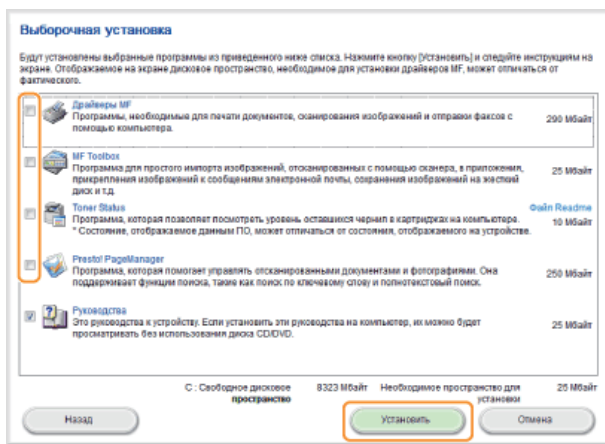 Выборочная установка
Будут установлены выбранные программы из приведенного ниже списка. Нажмите кнопку [Установить] и следуйте инструкциям на
экране. Отображаемое на экране дисковое пространство, необходимое для установки драйверов MF, может отличаться от
фактического.
Драйверы MF
Программы, необходимые для печати документов, сканирования изображений и отправки факсов с
помощью компьютера.
290 Мбайт
MF Toolbox
Программа для простого импорта изображений, отсканированных с помощью сканера, в приложения,
прикрепления изображений к сообщениям электронной почты, сохранения изображений на жесткий
диск и т.д.
25 Мбайт
Toner Status
Файл Readme
Программа, которая позволяет посмотреть уровень оставшихся чернил в картриджах на компьютере.
* Состояние, отображаемое данным ПО, может отличаться от состояния, отображаемого на устройстве.
10 Мбайт
Presto! PageManager
Программа, которая помогает управлять отсканированными документами и фотографиями. Она
поддерживает функции поиска, такие как поиск по ключевому слову и полнотекстовый поиск.
250 Мбайт
Руководства
Это руководства к устройству. Если установить эти руководства на компьютер, их можно будет
просматривать без использования диска CD/DVD.
25 Мбайт
C : Свободное дисковое пространство
8323 Мбайт
Необходимое пространство для установки
25 Мбайт
Назад
Установить
Отмена